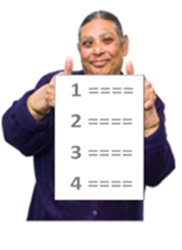 1 ====
2 ====
3 ====
4 ====